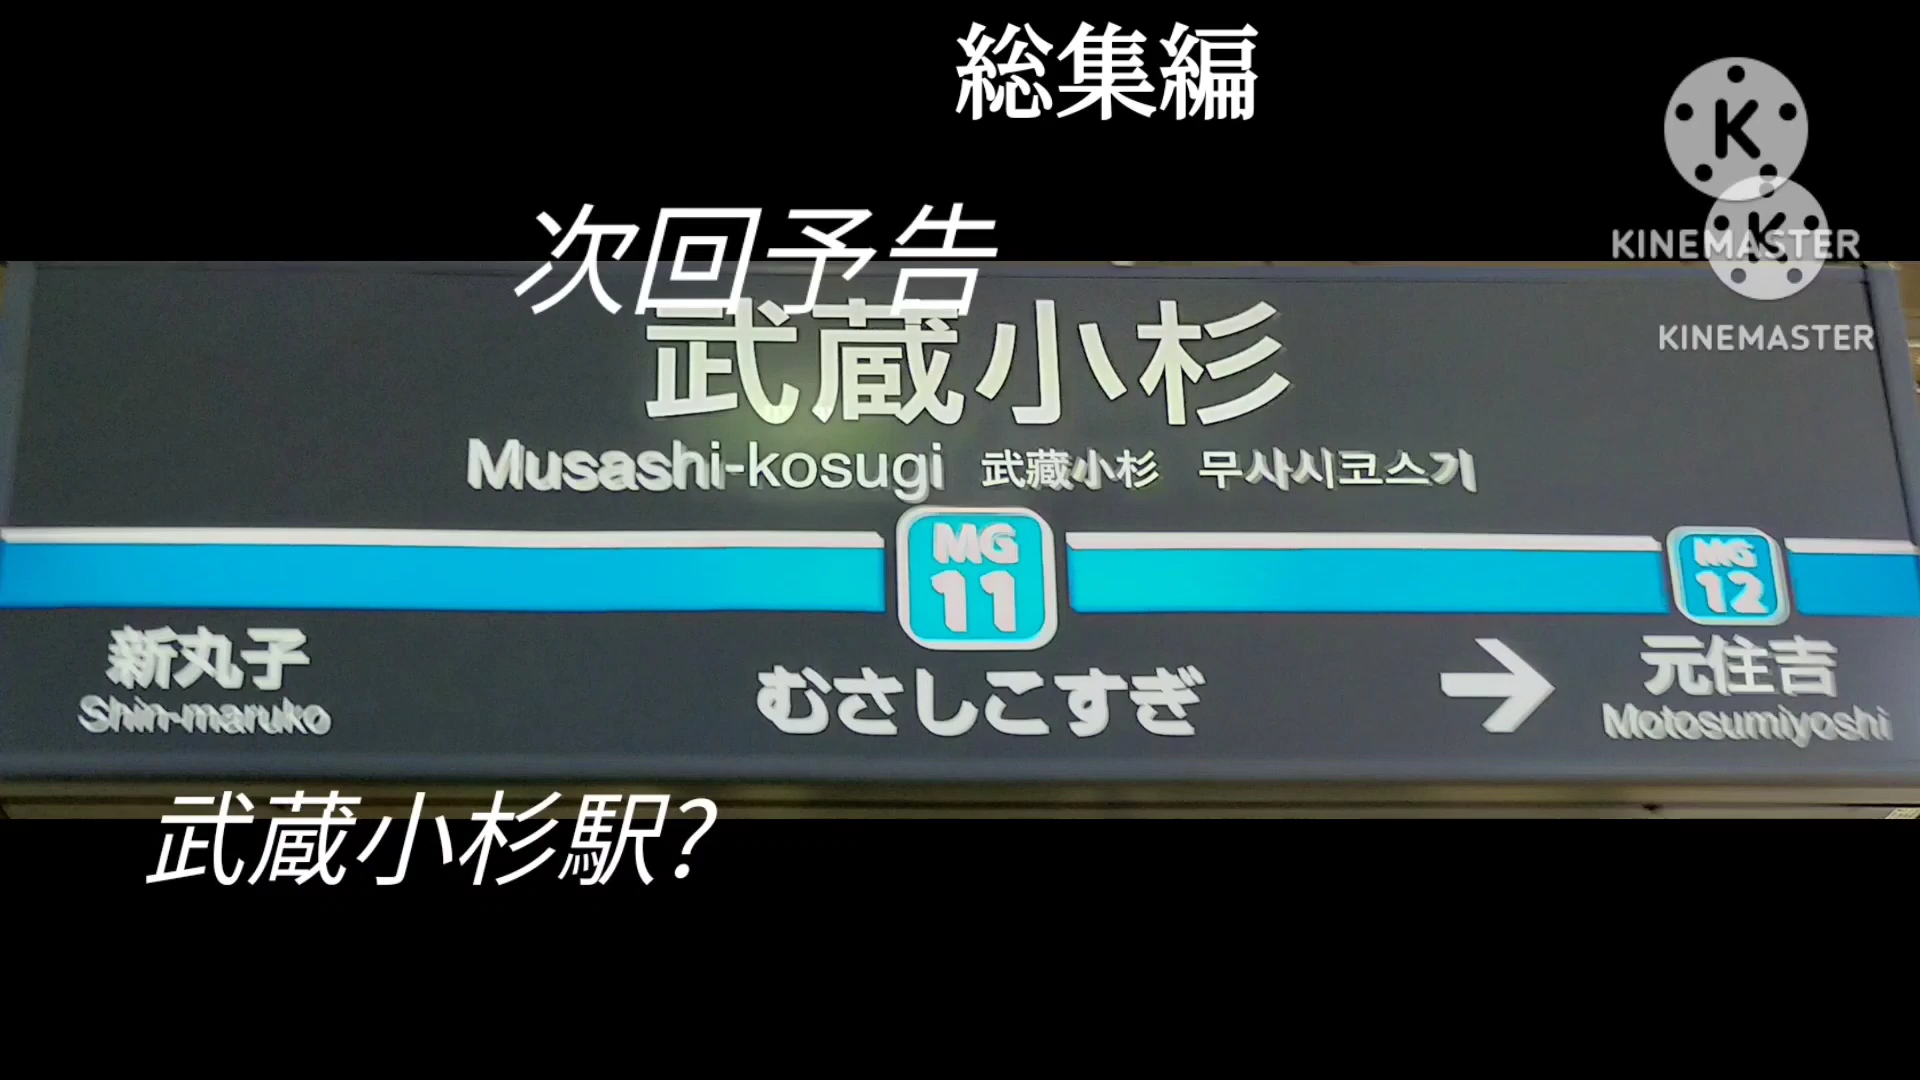 総集編
次回予告
K
K
KINEMASTER
KINEMASTER
武蔵小杉
Musashi-kosugi 武藏小杉 무사시코스기
MG
11
MG
12
新丸子
Shin-maruko
むさしこすぎ
→
元住吉
Motosumiyoshi
武蔵小杉駅?